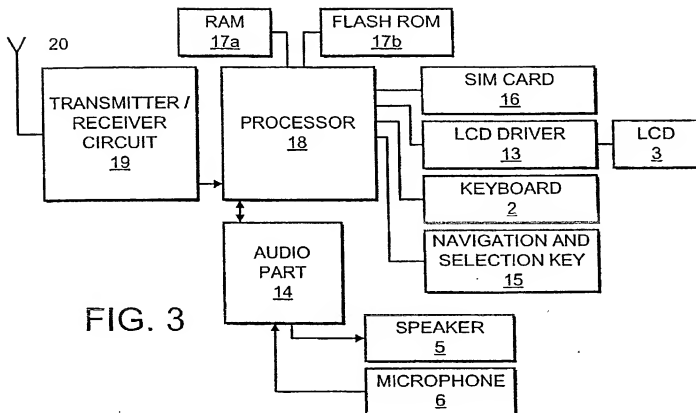 20
RAM
17a
FLASH ROM
17b
TRANSMITTER /
RECEIVER
CIRCUIT
19
PROCESSOR
18
SIM CARD
16
LCD DRIVER
13
LCD
3
KEYBOARD
2
NAVIGATION AND
SELECTION KEY
15
AUDIO
PART
14
FIG. 3
SPEAKER
5
MICROPHONE
6